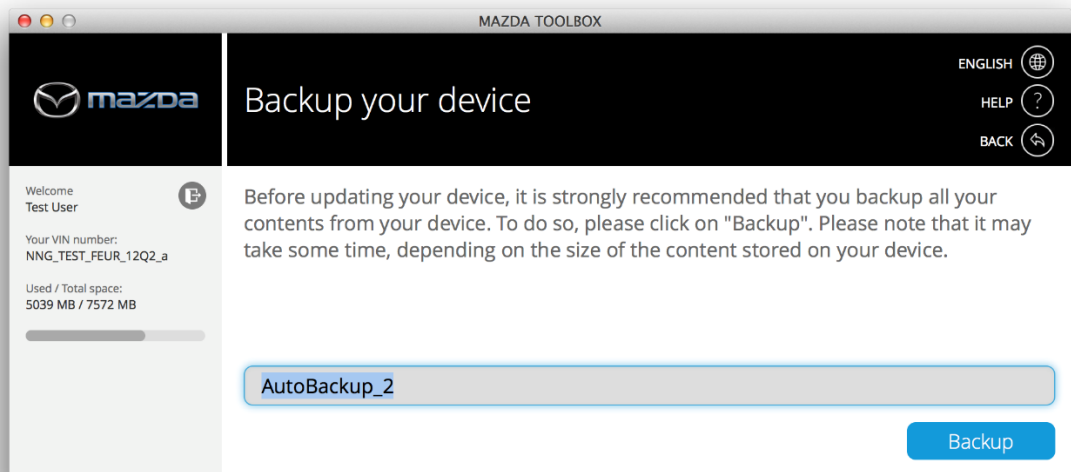 MAZDA TOOLBOX
mazda
Backup your device
ENGLISH
HELP ?
BACK
Welcome
Test User
Your VIN number:
NNG_TEST_FEUR_12Q2_a
Used / Total space:
5039 MB / 7572 MB
Before updating your device, it is strongly recommended that you backup all your
contents from your device. To do so, please click on "Backup". Please note that it may
take some time, depending on the size of the content stored on your device.
AutoBackup_2
Backup